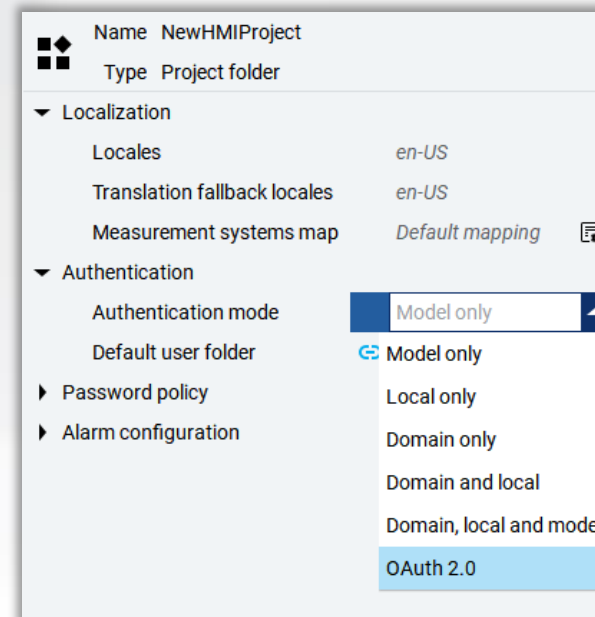 Name NewHMIProject
Type Project folder
Localization
Locales en-US
Translation fallback locales en-US
Measurement systems map Default mapping
Authentication
Authentication mode Model only
Default user folder
Model only
Password policy
Local only
Alarm configuration
Domain only
Domain and local
Domain, local and mode
OAuth 2.0